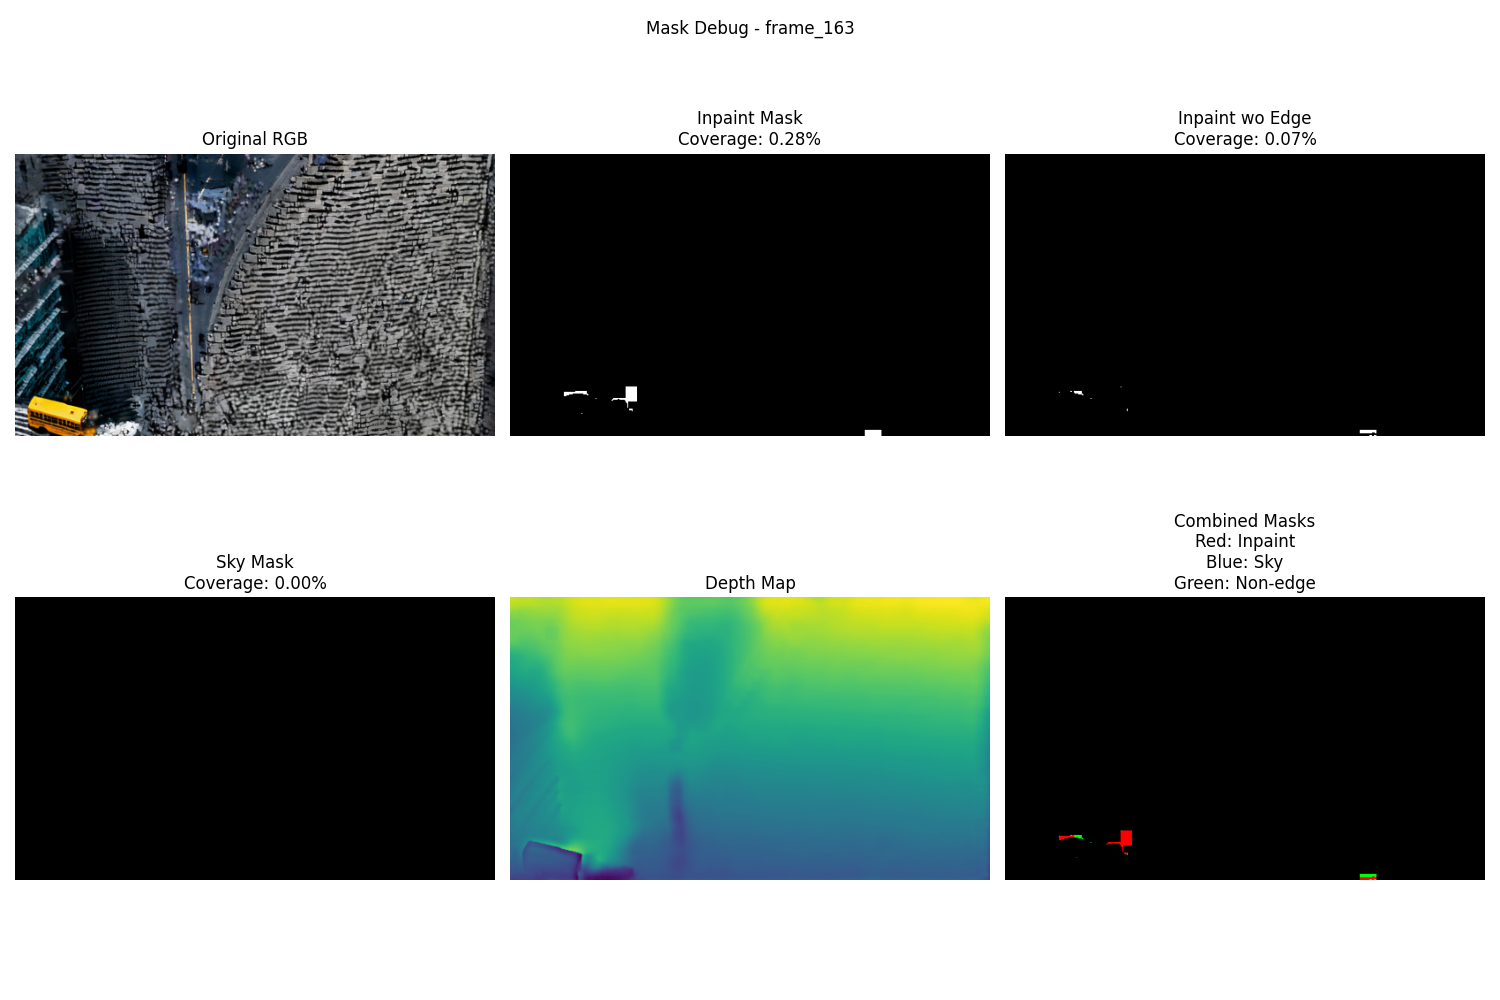 Mask Debug - frame_163
Original RGB
Inpaint Mask
Coverage: 0.28%
Inpaint wo Edge
Coverage: 0.07%
Sky Mask
Coverage: 0.00%
Depth Map
Combined Masks
Red: Inpaint
Blue: Sky
Green: Non-edge